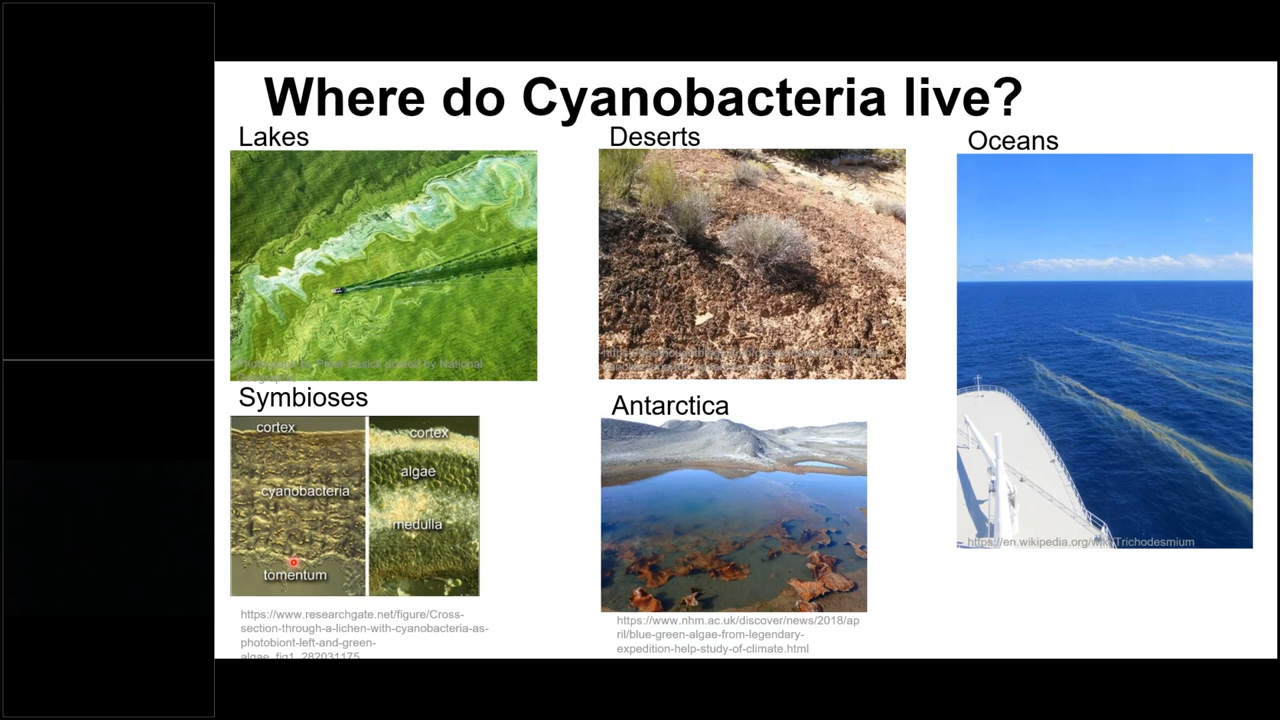 Where do Cyanobacteria live?
Lakes
Deserts
Oceans
by National
Symbioses
cortex
cyanobacteria
tomentum
cortex
algae
medulla
Antarctica
https://en.wikipedia.org/wiki/Trichodesmium
https://www.researchgate.net/figure/Cross-
section-through-a-lichen-with-cyanobacteria-as-
photobiont-left-and-green-
algae_fig1_282031175
https://www.nhm.ac.uk/discover/news/2018/ap
ril/blue-green-algae-from-legendary-
expedition-help-study-of-climate.html